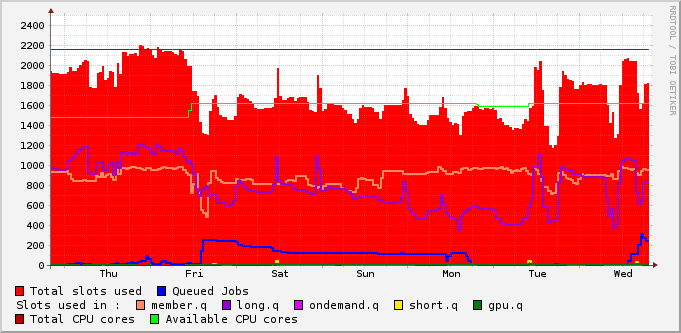 RRDTOOL / TOBI OETIKER
2400
2200
2000
1800
1600
1400
1200
1000
800
600
400
200
0
Thu Fri Sat Sun Mon Tue Wed
Total slots used Queued Jobs
Slots used in : member.q long.q ondemand.q short.q gpu.q
Total CPU cores Available CPU cores